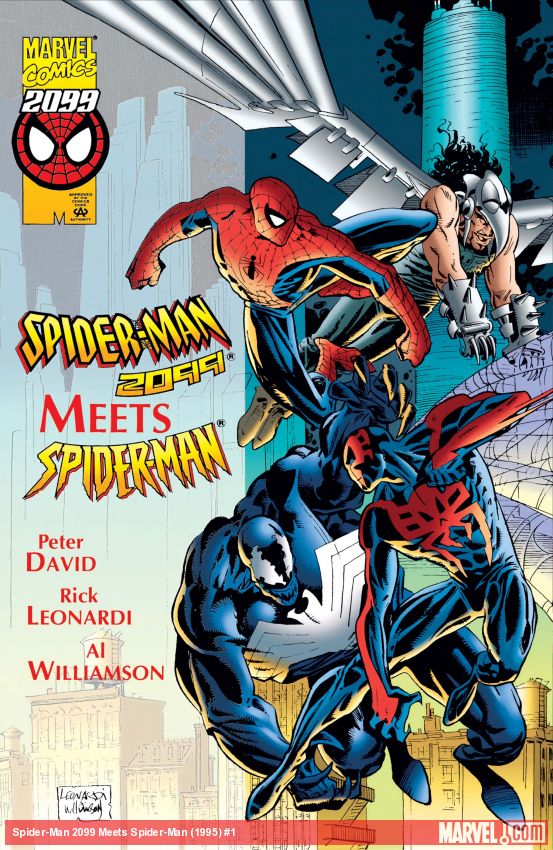 MARVEL
COMICS
2099
APPROVED
BY THE
COMICS
CODE
AUTHORITY
M
SPIDER-MAN
2099®
MEETS
SPIDER-MAN®
Peter
DAVID
Rick
LEONARDI
Al
WILLIAMSON
LEONARDI
Williamson
Spider-Man 2099 Meets Spider-Man (1995) #1
MARVEL.COM